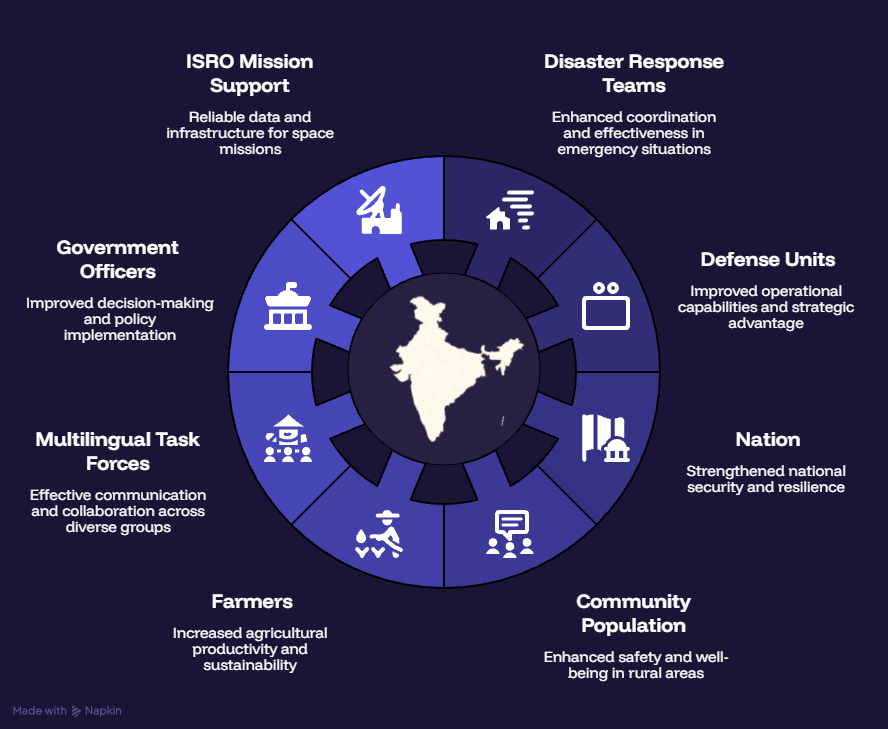 ISRO Mission
Support
Reliable data and
infrastructure for space
missions
Disaster Response
Teams
Enhanced coordination
and effectiveness in
emergency situations
Government
Officers
Improved decision-making
and policy
implementation
Defense Units
Improved operational
capabilities and strategic
advantage
Multilingual Task
Forces
Effective communication
and collaboration across
diverse groups
Nation
Strengthened national
security and resilience
Farmers
Increased agricultural
productivity and
sustainability
Community
Population
Enhanced safety and well-
being in rural areas
Made with Napkin